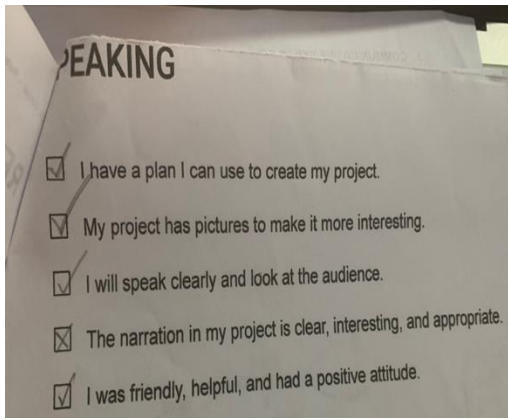 PEAKING
☑ I have a plan I can use to create my project.
☑ My project has pictures to make it more interesting.
☑ I will speak clearly and look at the audience.
☒ The narration in my project is clear, interesting, and appropriate.
☑ I was friendly, helpful, and had a positive attitude.